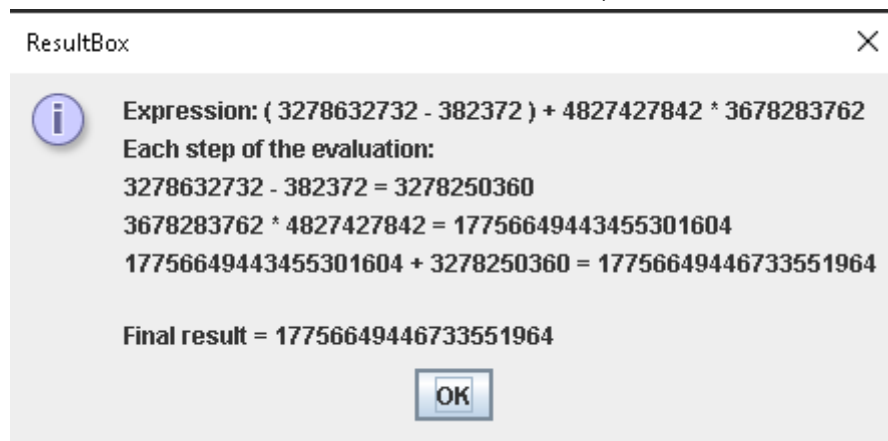 ResultBox
Expression: ( 3278632732 - 382372 ) + 4827427842 * 3678283762
Each step of the evaluation:
3278632732 - 382372 = 3278250360
3678283762 * 4827427842 = 17756649443455301604
17756649443455301604 + 3278250360 = 17756649446733551964
Final result = 17756649446733551964
OK